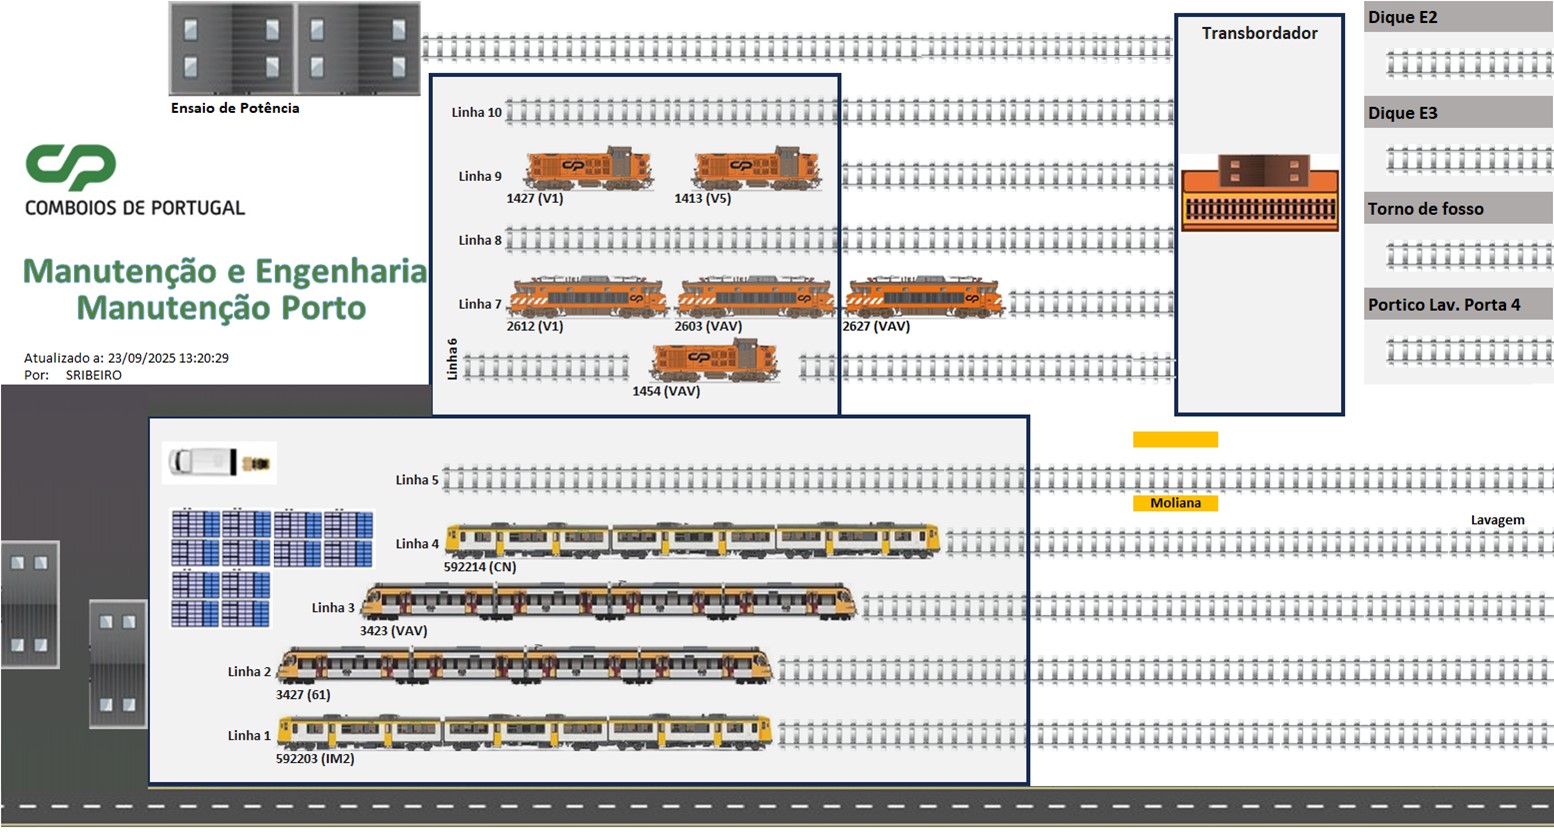 Ensaio de Potência
CP
COMBOIOS DE PORTUGAL
Manutenção e Engenharia
Manutenção Porto
Atualizado a: 23/09/2025 13:20:29
Por: SRIBEIRO
Linha 10
Linha 9
1427 (V1)
1413 (V5)
Linha 8
Linha 7
2612 (V1)
2603 (VAV)
2627 (VAV)
Linha 6
1454 (VAV)
Transbordador
Dique E2
Dique E3
Torno de fosso
Portico Lav. Porta 4
Linha 5
Moliana
Lavagem
Linha 4
592214 (CN)
Linha 3
3423 (VAV)
Linha 2
3427 (61)
Linha 1
592203 (IM2)